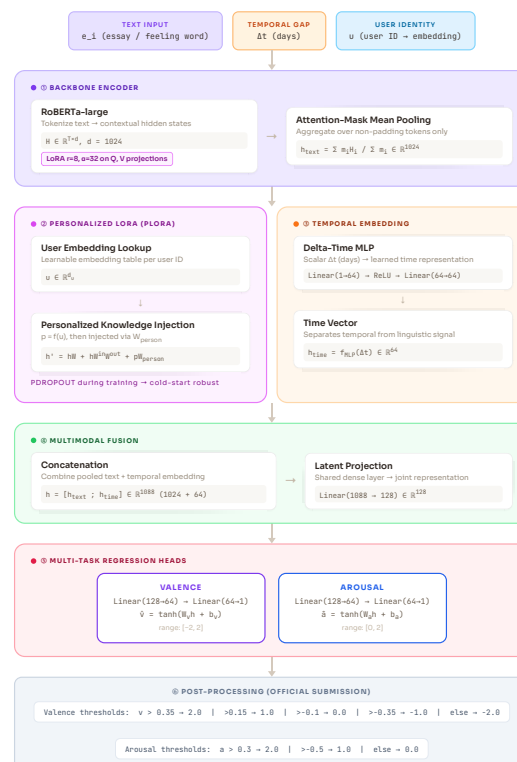 TEXT INPUT
e_i (essay / feeling word)
TEMPORAL GAP
Δt (days)
USER IDENTITY
u (user ID → embedding)
① BACKBONE ENCODER
RoBERTa-large
Tokenize text → contextual hidden states
H ∈ ℝ^T×d, d = 1024
LoRA r=8, α=32 on Q, V projections
→
Attention-Mask Mean Pooling
Aggregate over non-padding tokens only
h_text = Σ m_iH_i / Σ m_i ∈ ℝ^1024
② PERSONALIZED LORA (PLORA)
User Embedding Lookup
Learnable embedding table per user ID
u ∈ ℝ^d_u
↓
Personalized Knowledge Injection
p = f(u), then injected via W_person
h' = hW + hW^inW^out + pW_person
PDROPOUT during training → cold-start robust
③ TEMPORAL EMBEDDING
Delta-Time MLP
Scalar Δt (days) → learned time representation
Linear(1→64) → ReLU → Linear(64→64)
↓
Time Vector
Separates temporal from linguistic signal
h_time = f_MLP(Δt) ∈ ℝ^64
④ MULTIMODAL FUSION
Concatenation
Combine pooled text + temporal embedding
h = [h_text ; h_time] ∈ ℝ^1088 (1024 + 64)
→
Latent Projection
Shared dense layer → joint representation
Linear(1088 → 128) ∈ ℝ^128
⑤ MULTI-TASK REGRESSION HEADS
VALENCE
Linear(128→64) → Linear(64→1)
v̂ = tanh(W_vh + b_v)
range: [−2, 2]
AROUSAL
Linear(128→64) → Linear(64→1)
â = tanh(W_ah + b_a)
range: [0, 2]
⑥ POST-PROCESSING (OFFICIAL SUBMISSION)
Valence thresholds: v > 0.35 → 2.0 | >0.15 → 1.0 | >-0.1 → 0.0 | >-0.35 → -1.0 | else → -2.0
Arousal thresholds: a > 0.3 → 2.0 | >-0.5 → 1.0 | else → 0.0